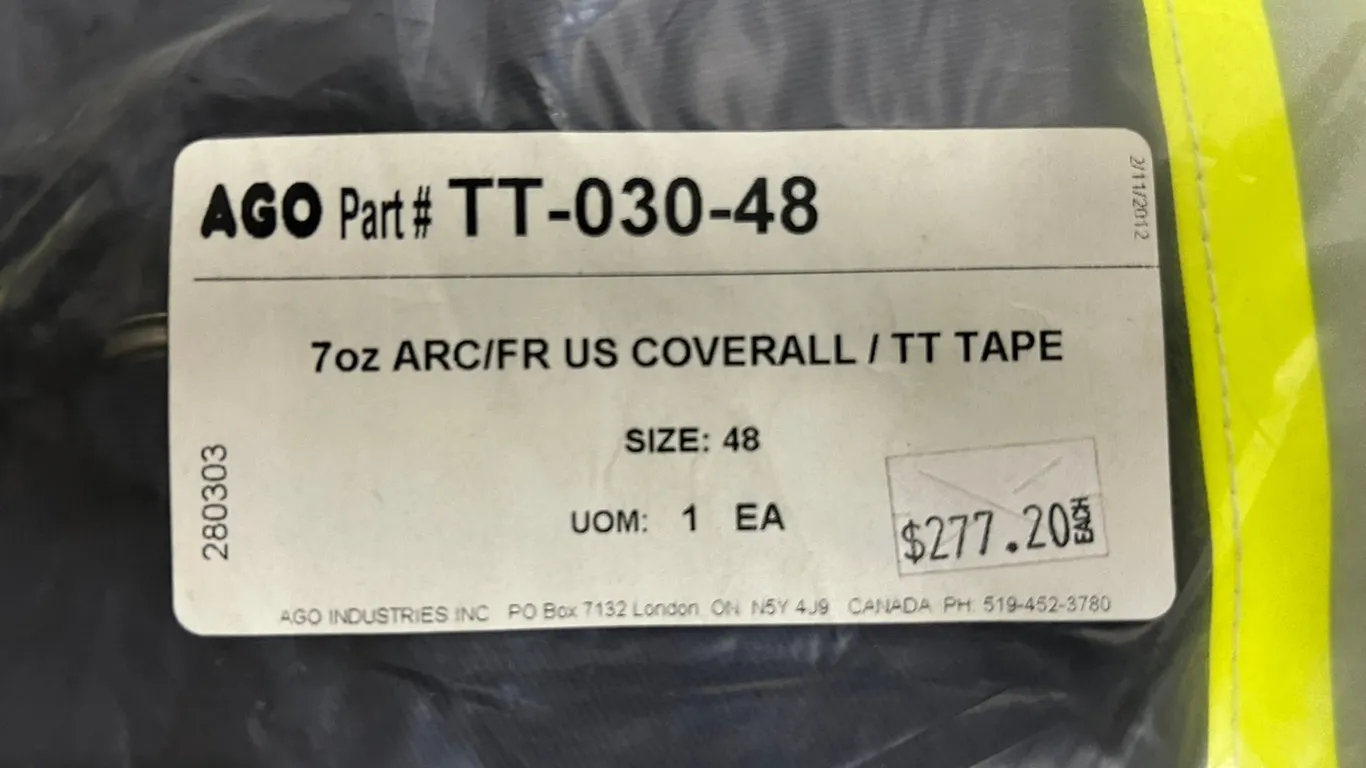 AGO Part# TT-030-48
2/11/2012
7oz ARC/FR US COVERALL / TT TAPE
SIZE: 48
UOM: 1 EA
$277.20 EACH
280303
AGO INDUSTRIES INC PO Box 7132 London, ON N5Y 4J9 CANADA PH: 519-452-3780